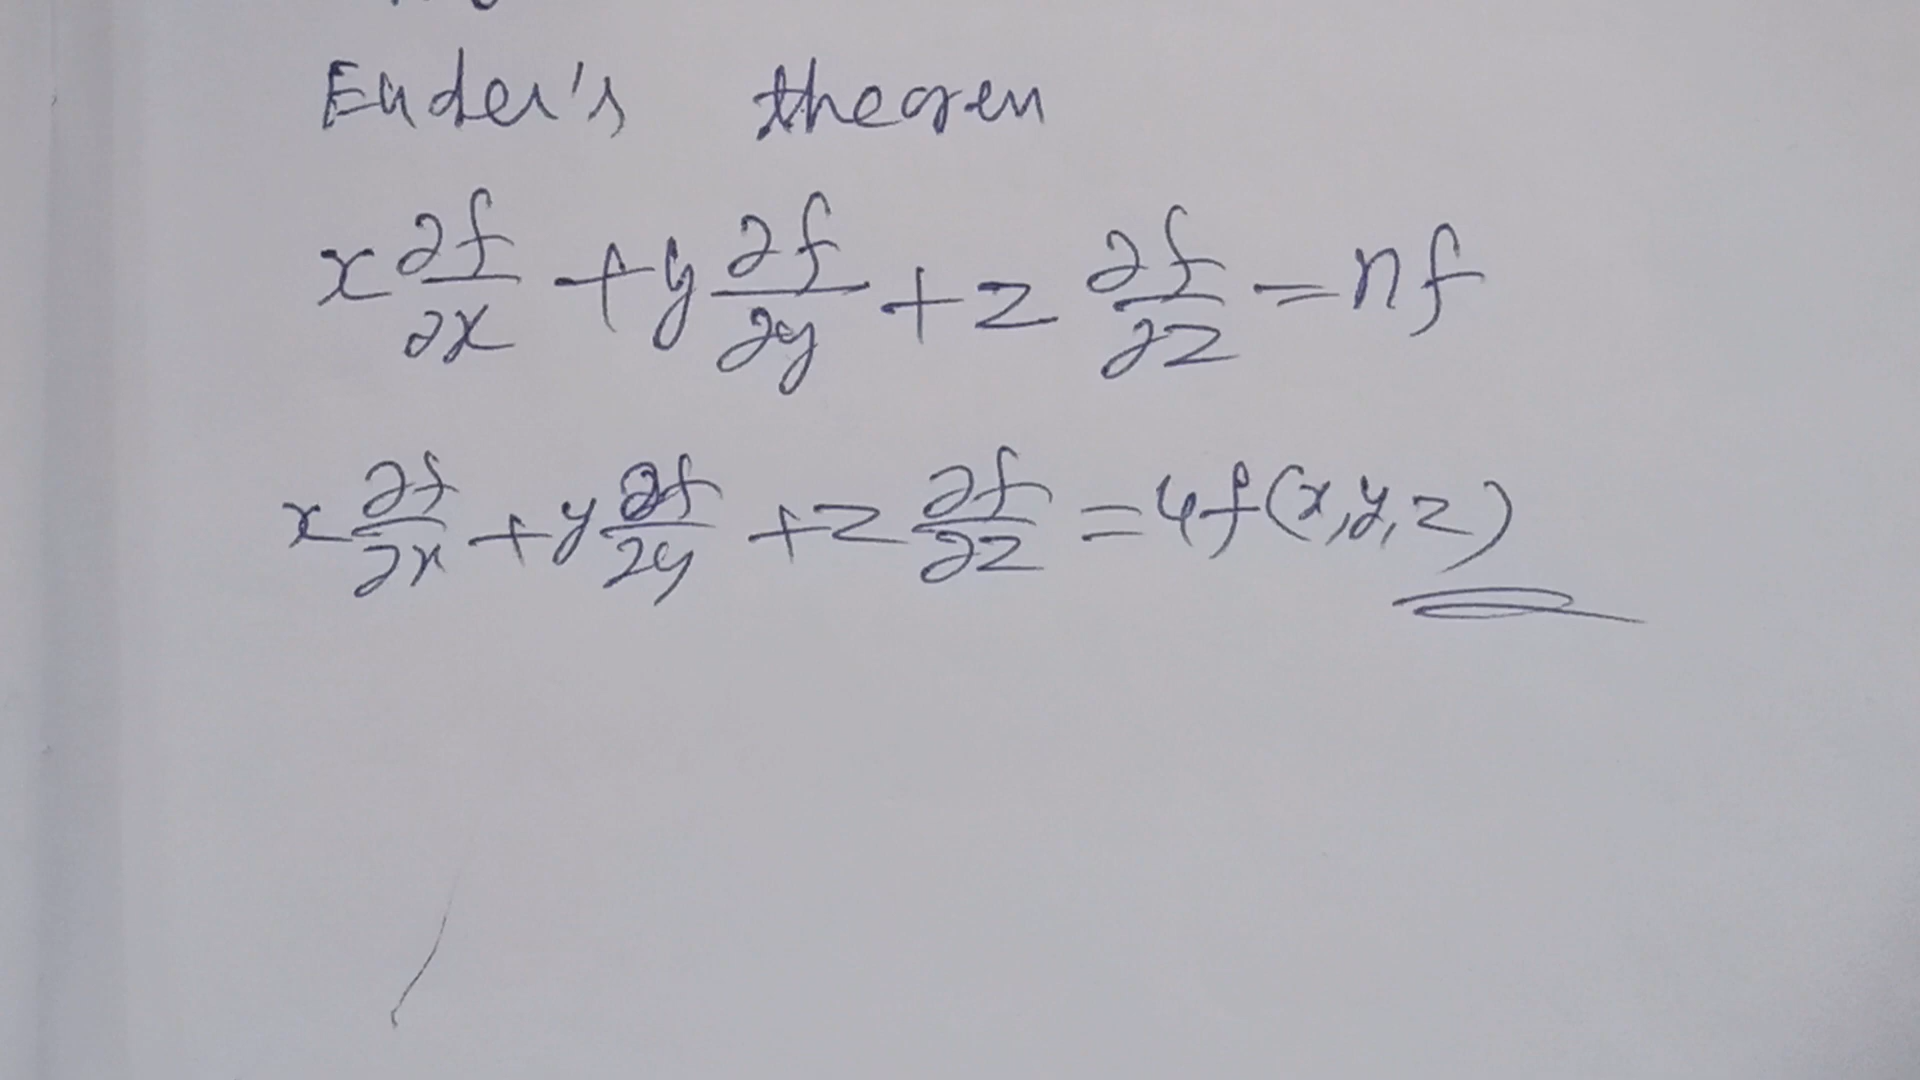 Euler's theorem
x ∂f/∂x + y ∂f/∂y + z ∂f/∂z = nf
x ∂f/∂x + y ∂f/∂y + z ∂f/∂z = 4f(x,y,z)